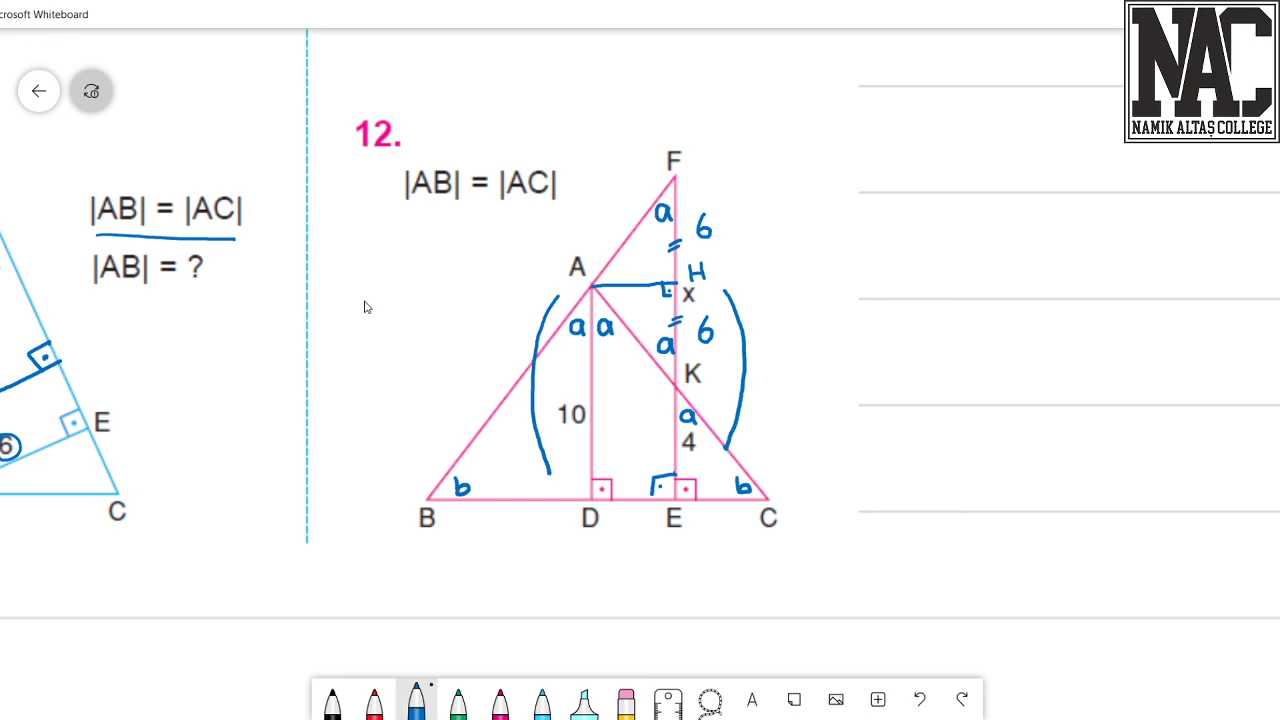 crosoft Whiteboard
NAC
NAMIK ALTAŞ COLLEGE
|AB| = |AC|
|AB| = ?
E
6
C
12.
|AB| = |AC|
F
a
6
A
H
x
a a
a
6
K
10
a
4
b
b
B
D
E
C
A